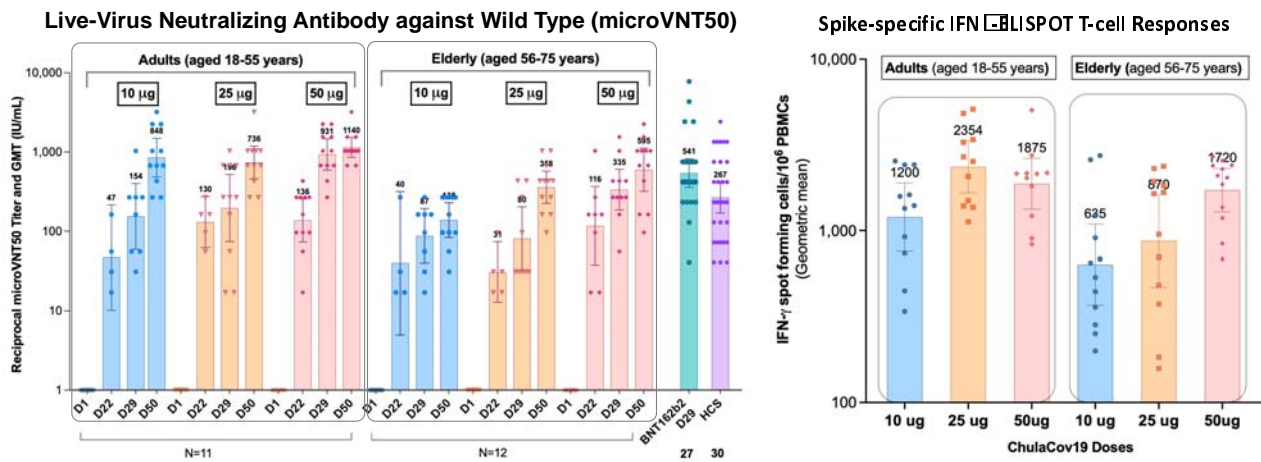 Live-Virus Neutralizing Antibody against Wild Type (microVNT50)
Adults (aged 18-55 years)
Elderly (aged 56-75 years)
10 µg
25 µg
50 µg
10 µg
25 µg
50 µg
Reciprocal microVNT50 Titer and GMT (IU/mL)
10,000
1,000
100
10
1
47
154
848
130
196
736
136
931
1140
40
87
138
31
80
358
116
335
595
541
267
D1
D22
D29
D50
D1
D22
D29
D50
D1
D22
D29
D50
D1
D22
D29
D50
D1
D22
D29
D50
D1
D22
D29
D50
BNT162b2
D29
HCS
N=11
N=12
27
30
Spike-specific IFN LISPOT T-cell Responses
Adults (aged 18-55 years)
Elderly (aged 56-75 years)
IFN-γ spot forming cells/10⁶ PBMCs
(Geometric mean)
10,000
1,000
100
1200
2354
1875
635
870
1720
10 ug
25 ug
50ug
10 ug
25 ug
50ug
ChulaCov19 Doses